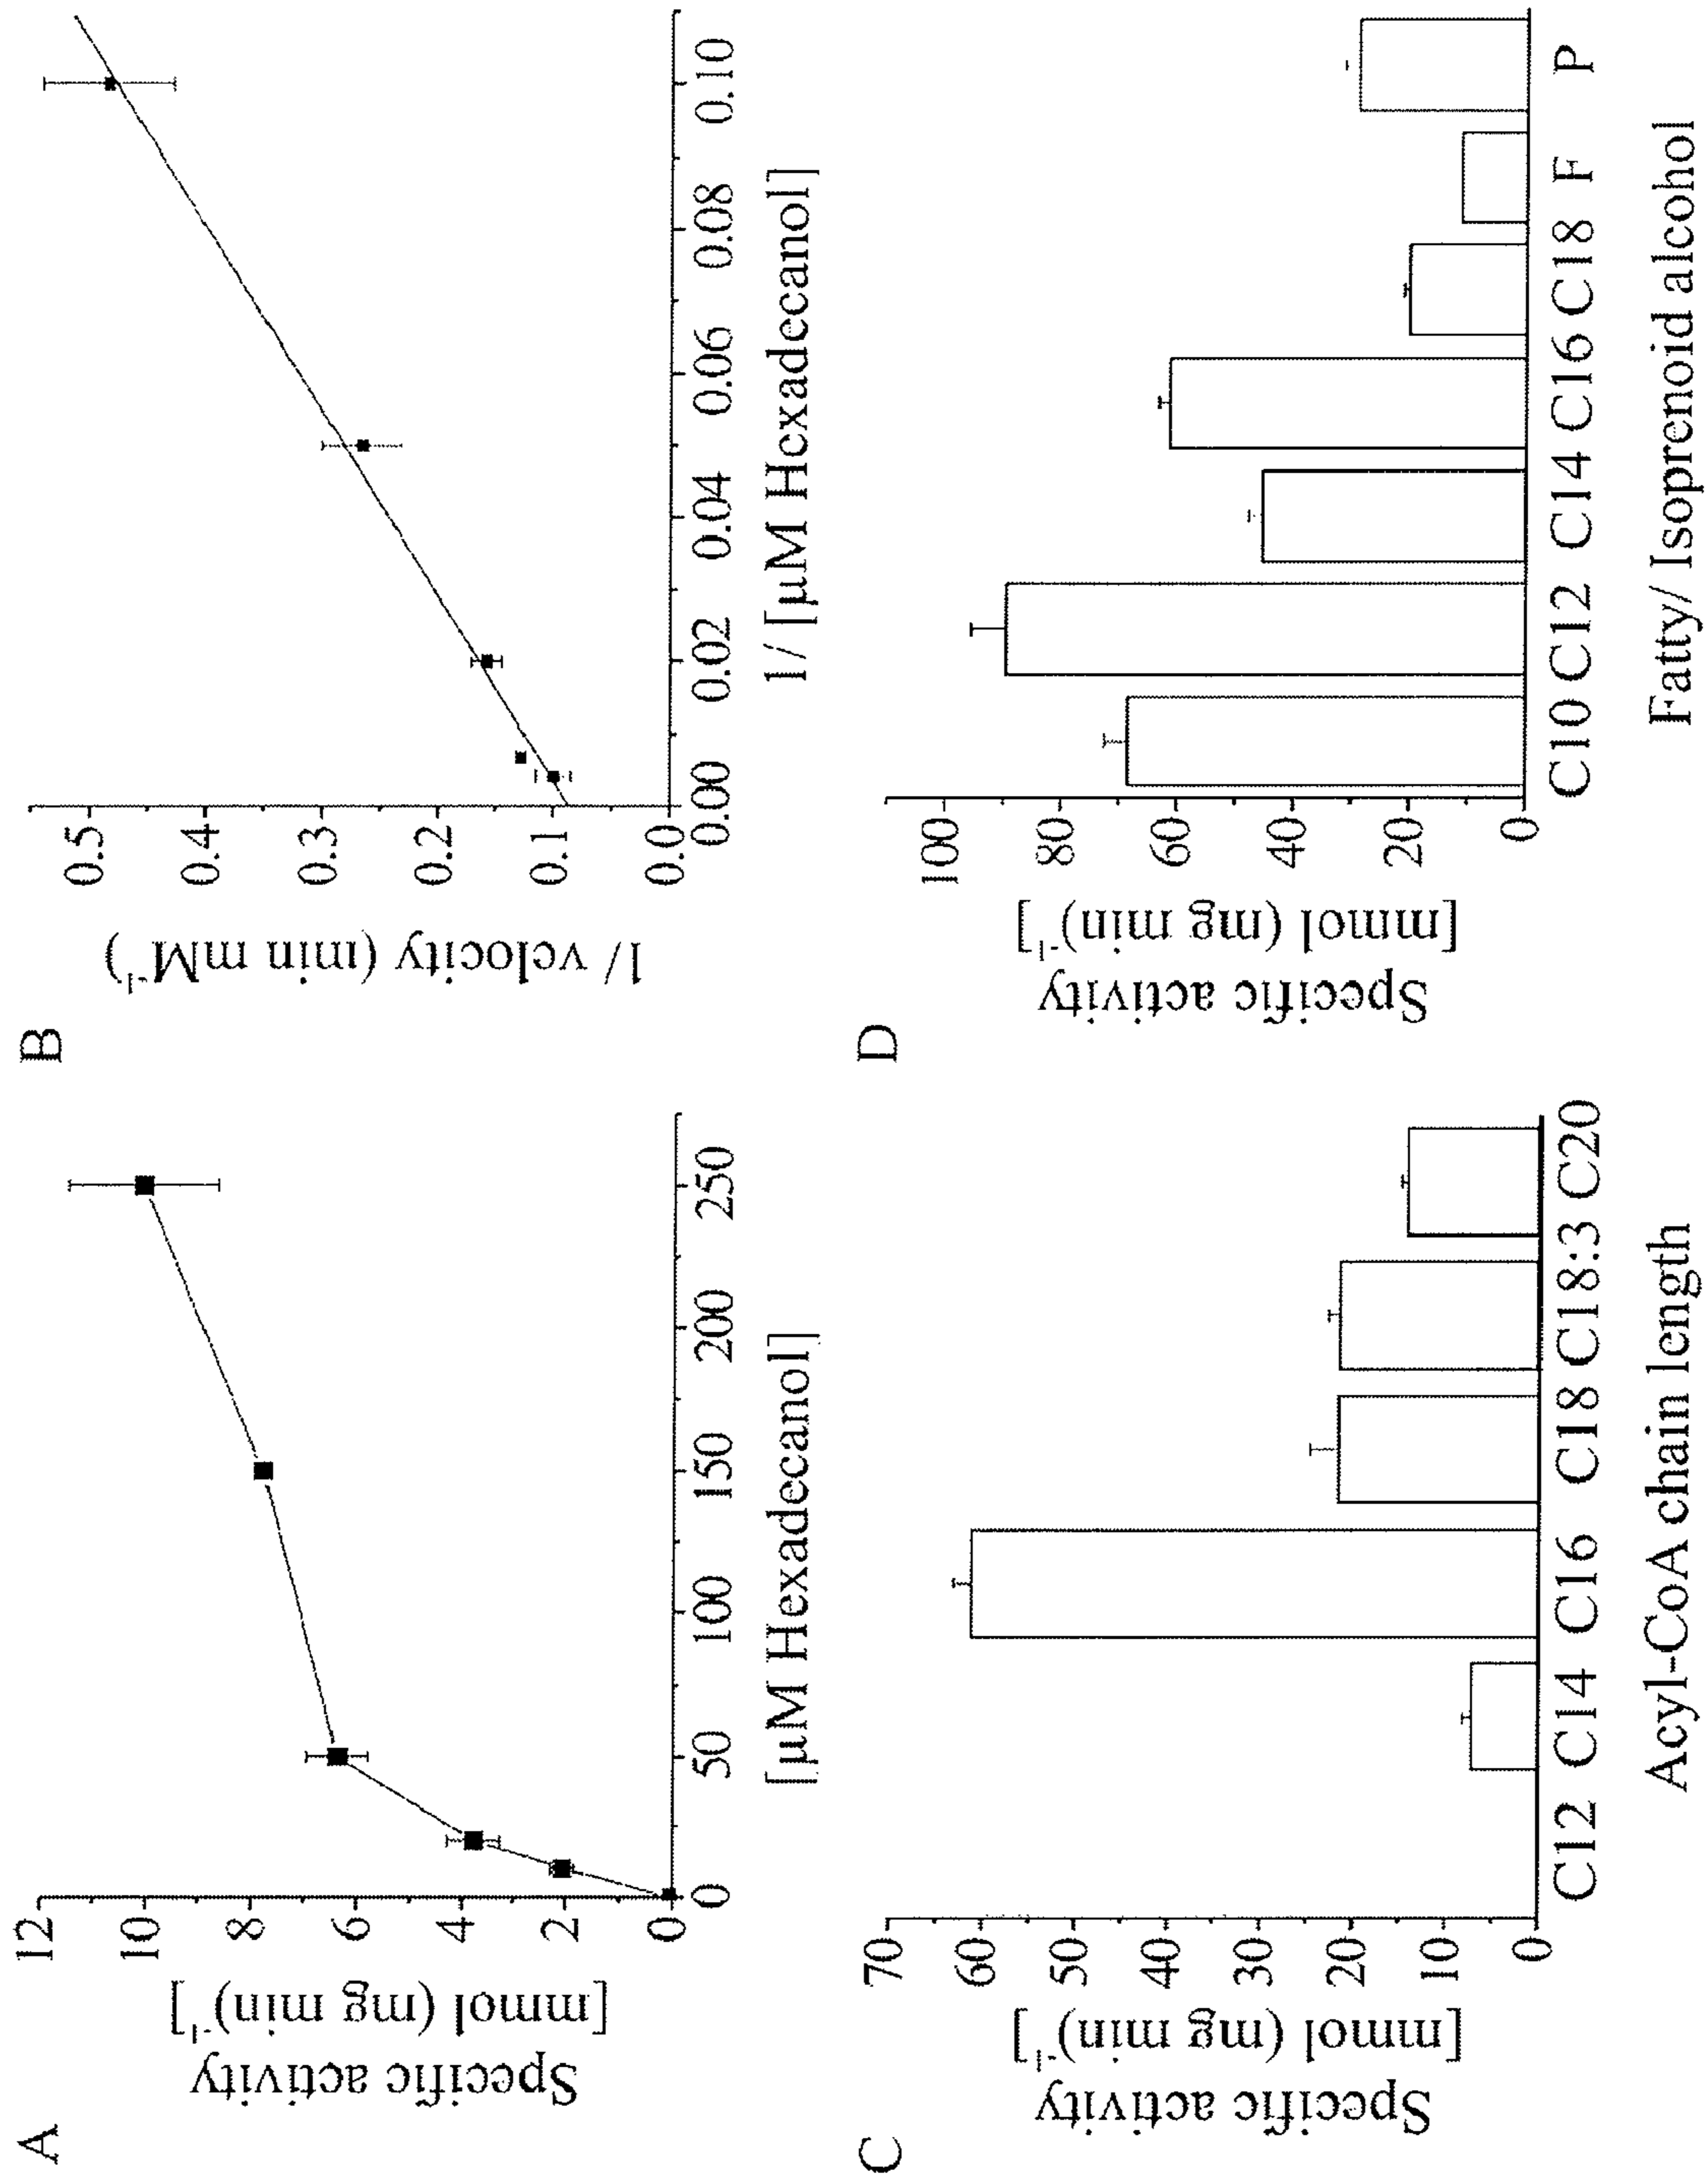 A
Specific activity
[mmol (mg min)⁻¹]
12
10
8
6
4
2
0
0 50 100 150 200 250
[µM Hexadecanol]
B
1/ velocity (min mM⁻¹)
0.5
0.4
0.3
0.2
0.1
0.0
0.00 0.02 0.04 0.06 0.08 0.10
1/ [µM Hexadecanol]
C
Specific activity
[mmol (mg min)⁻¹]
70
60
50
40
30
20
10
0
C12 C14 C16 C18 C18:3 C20
Acyl-CoA chain length
D
Specific activity
[mmol (mg min)⁻¹]
100
80
60
40
20
0
C10 C12 C14 C16 C18 F P
Fatty/ Isoprenoid alcohol